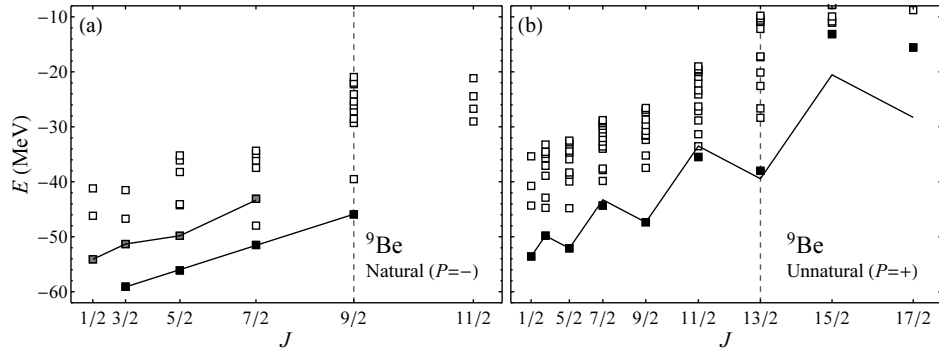 (a)
(b)
E (MeV)
−10
−20
−30
−40
−50
−60
⁹Be
Natural (P=−)
⁹Be
Unnatural (P=+)
1/2 3/2 5/2 7/2 9/2 11/2
1/2 5/2 7/2 9/2 11/2 13/2 15/2 17/2
J
J